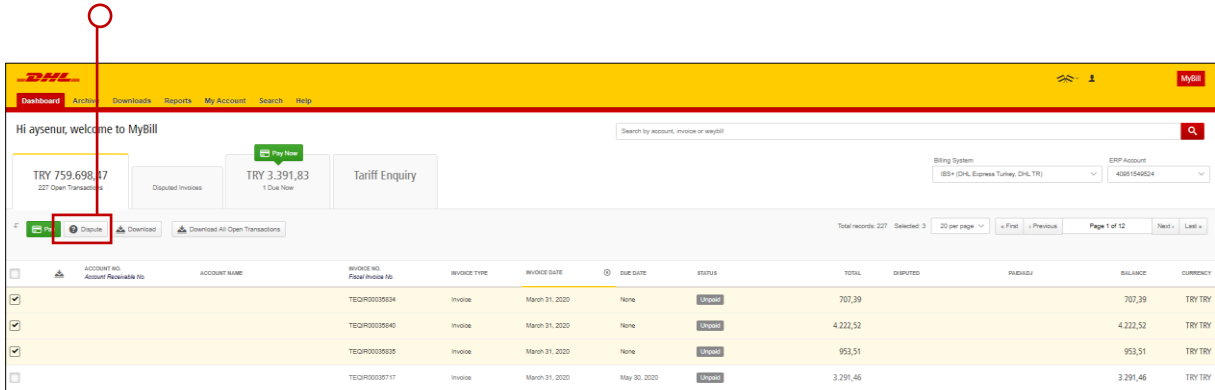 DHL
MyBill
Dashboard Archive Downloads Reports My Account Search Help
Hi aysenur, welcome to MyBill
Search by account, invoice or waybill
Pay Now
TRY 759.698,47
227 Open Transactions
Disputed Invoices
TRY 3.391,83
1 Due Now
Tariff Enquiry
Billing System
IBS+ (DHL Express Turkey, DHL TR)
ERP Account
40951549524
Pay Dispute Download Download All Open Transactions
Total records: 227 Selected: 3 20 per page « First ‹ Previous Page 1 of 12 Next › Last »
ACCOUNT NO. ACCOUNT NAME INVOICE NO. INVOICE TYPE INVOICE DATE DUE DATE STATUS TOTAL DISPUTED PAID/ADJ BALANCE CURRENCY
Account Receivable No. Fiscal Invoice No.
TEQIR00035834 Invoice March 31, 2020 None Unpaid 707,39 707,39 TRY TRY
TEQIR00035840 Invoice March 31, 2020 None Unpaid 4.222,52 4.222,52 TRY TRY
TEQIR00035835 Invoice March 31, 2020 None Unpaid 953,51 953,51 TRY TRY
TEQIR00035717 Invoice March 31, 2020 May 30, 2020 Unpaid 3.291,46 3.291,46 TRY TRY